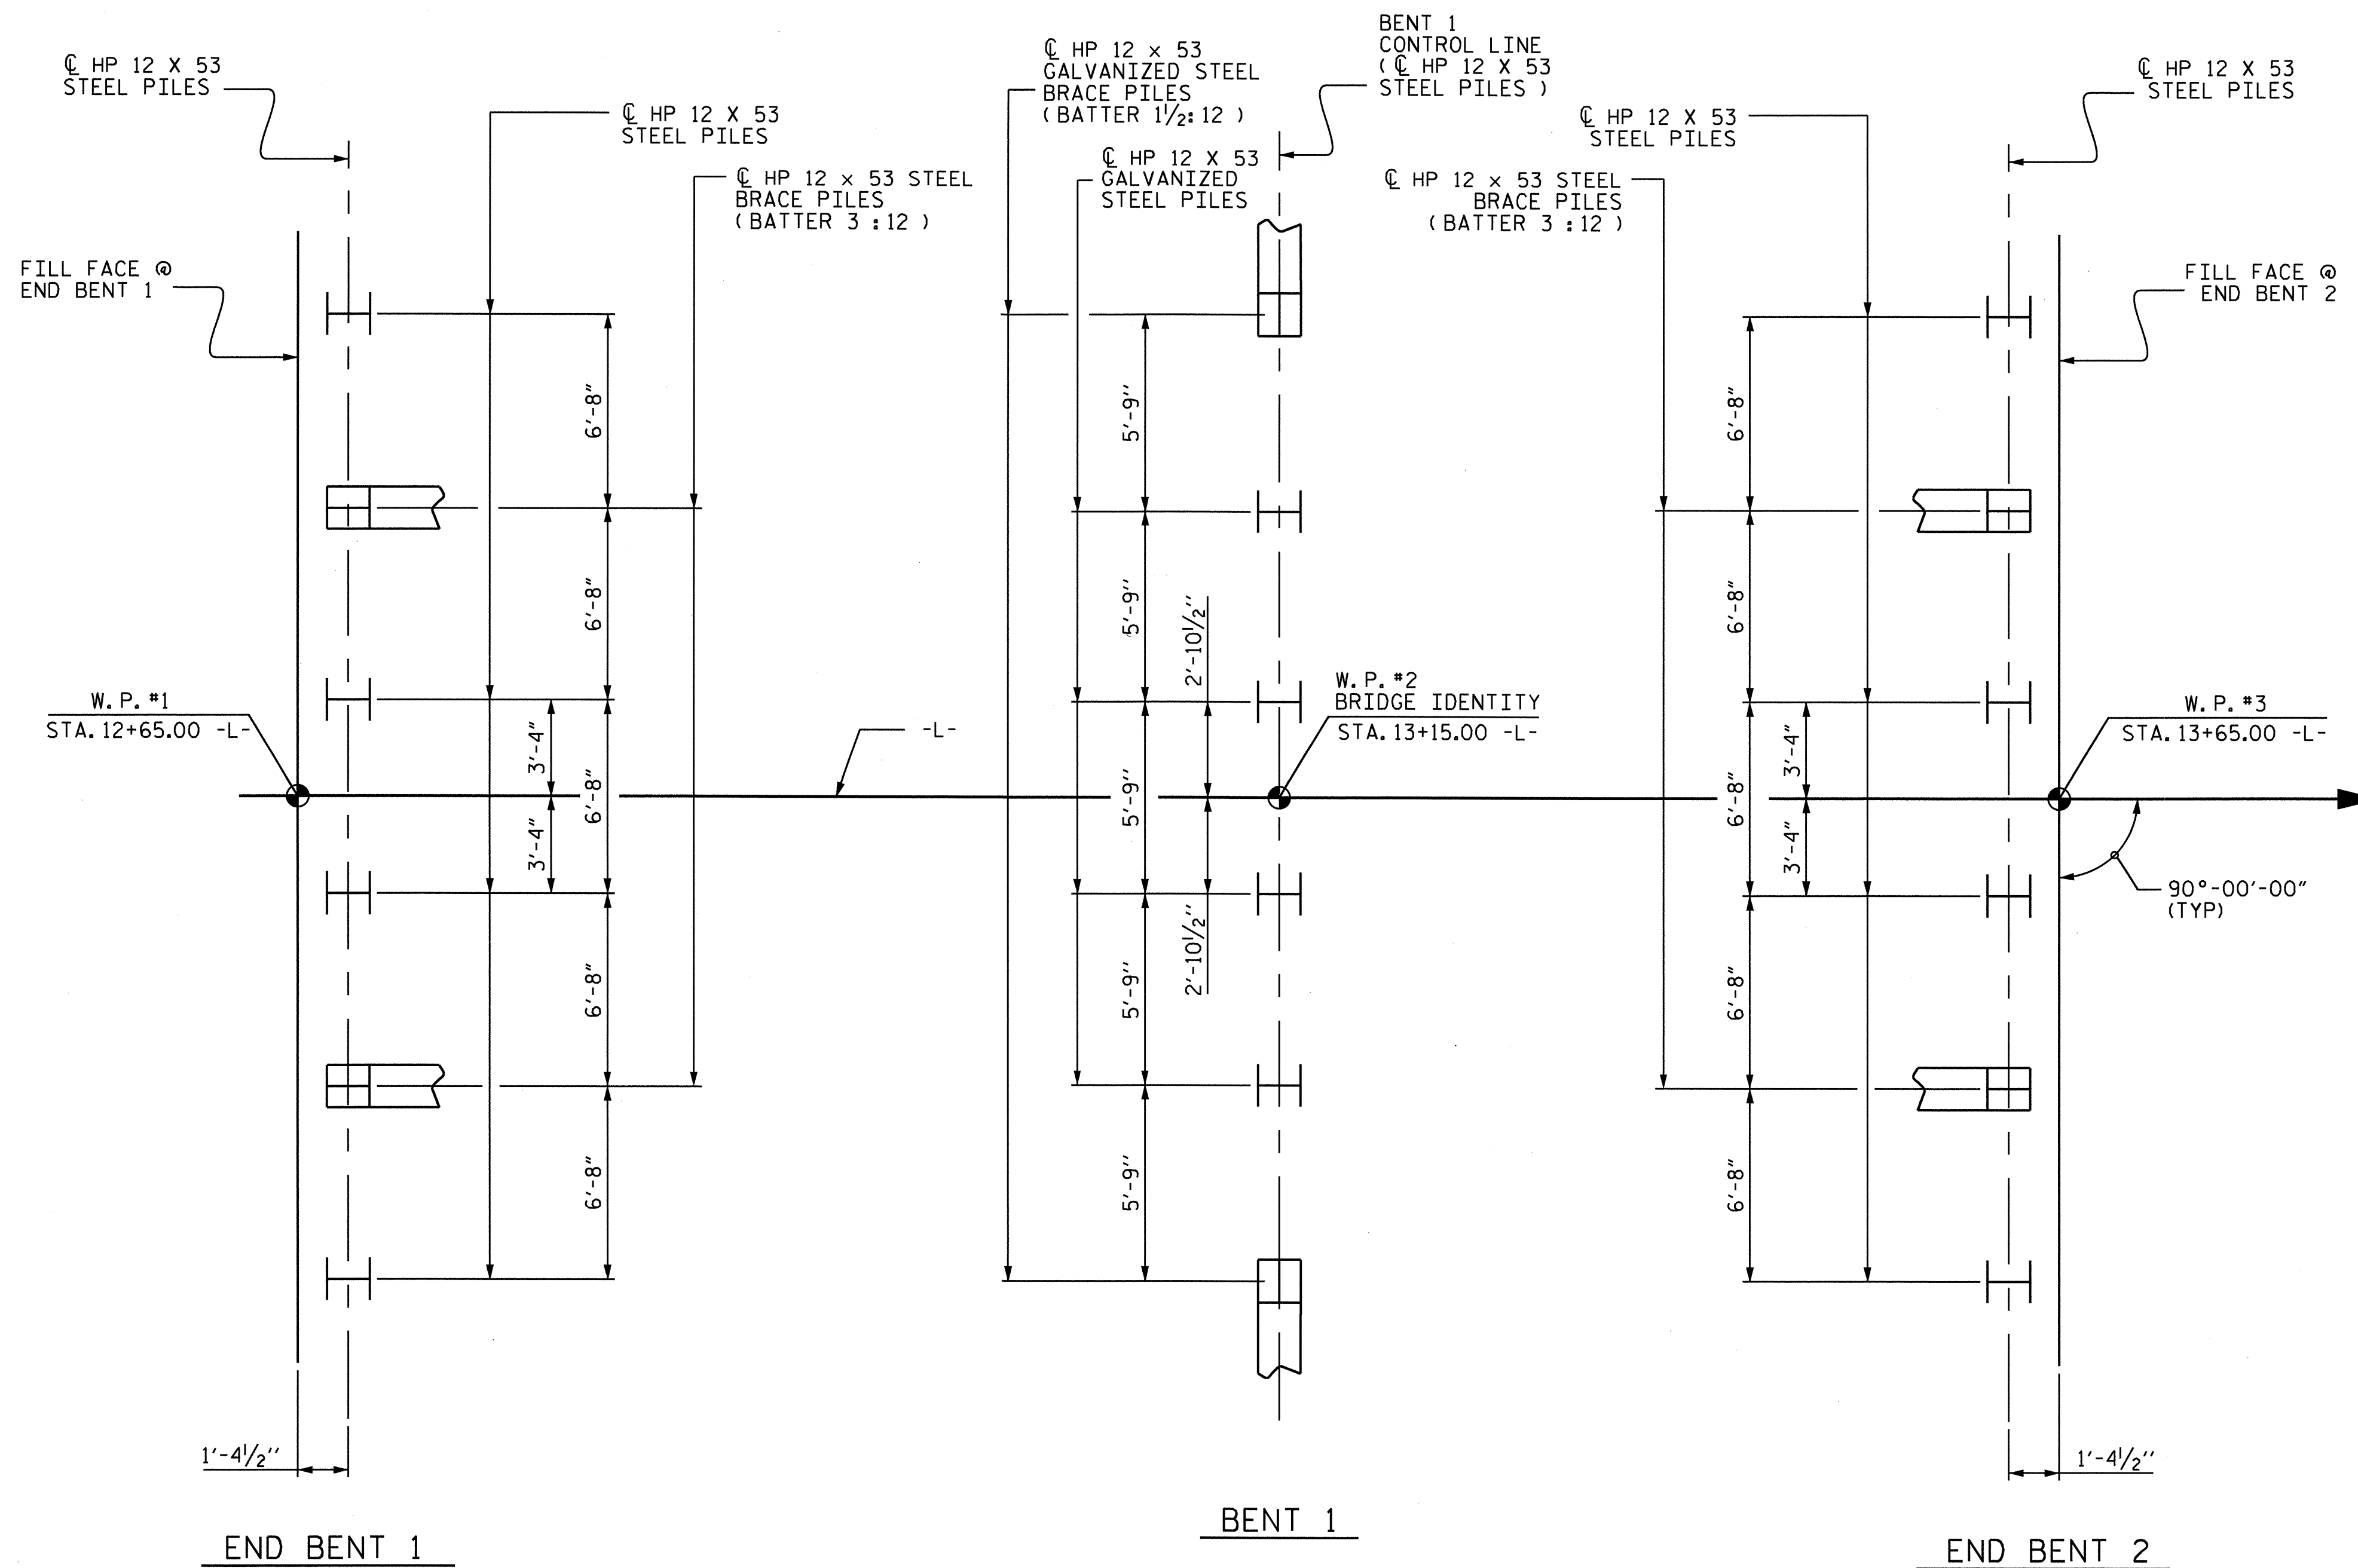 ℄ HP 12 X 53
STEEL PILES
℄ HP 12 X 53
STEEL PILES
℄ HP 12 x 53 STEEL
BRACE PILES
( BATTER 3 : 12 )
FILL FACE @
END BENT 1
6'-8"
6'-8"
6'-8"
6'-8"
6'-8"
3'-4"
3'-4"
W. P. #1
STA. 12+65.00 -L-
1'-4½''
END BENT 1
-L-
℄ HP 12 x 53
GALVANIZED STEEL
BRACE PILES
( BATTER 1½: 12 )
℄ HP 12 X 53
GALVANIZED
STEEL PILES
BENT 1
CONTROL LINE
( ℄ HP 12 X 53
STEEL PILES )
5'-9''
5'-9''
5'-9''
5'-9''
5'-9''
2'-10½''
2'-10½''
W. P. #2
BRIDGE IDENTITY
STA. 13+15.00 -L-
BENT 1
℄ HP 12 X 53
STEEL PILES
℄ HP 12 x 53 STEEL
BRACE PILES
( BATTER 3 : 12 )
℄ HP 12 X 53
STEEL PILES
FILL FACE @
END BENT 2
6'-8"
6'-8"
6'-8"
6'-8"
6'-8"
3'-4"
3'-4"
W. P. #3
STA. 13+65.00 -L-
90°-00'-00"
(TYP)
1'-4½''
END BENT 2